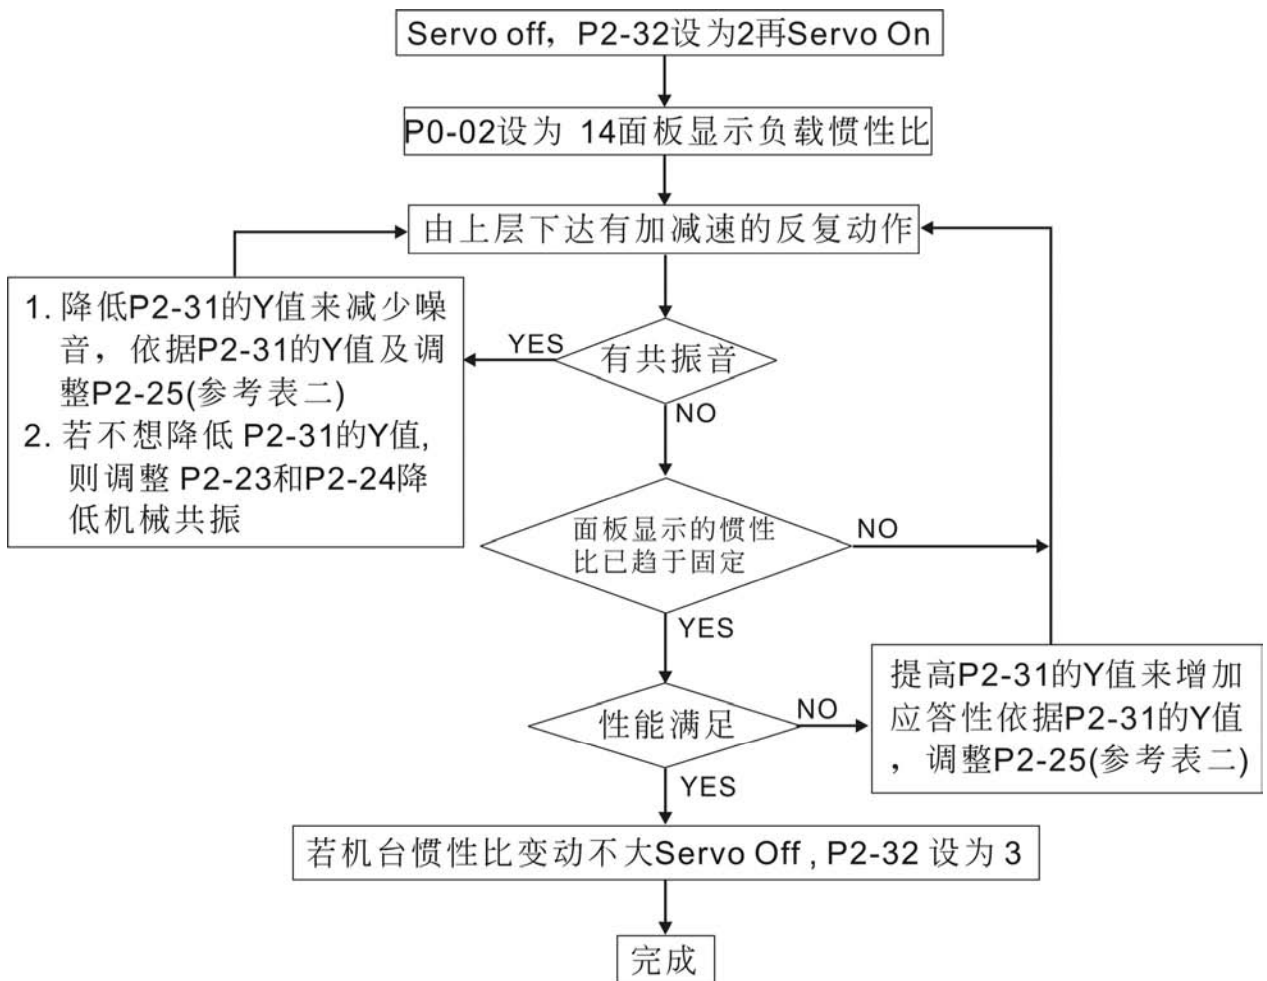 Servo off，P2-32设为2再Servo On
P0-02设为 14面板显示负载惯性比
由上层下达有加减速的反复动作
1. 降低P2-31的Y值来减少噪
音，依据P2-31的Y值及调
整P2-25(参考表二)
2. 若不想降低 P2-31的Y值,
则调整 P2-23和P2-24降
低机械共振
YES
有共振音
NO
面板显示的惯性
比已趋于固定
NO
YES
性能满足
NO
提高P2-31的Y值来增加
应答性依据P2-31的Y值
，调整P2-25(参考表二)
YES
若机台惯性比变动不大Servo Off , P2-32 设为 3
完成